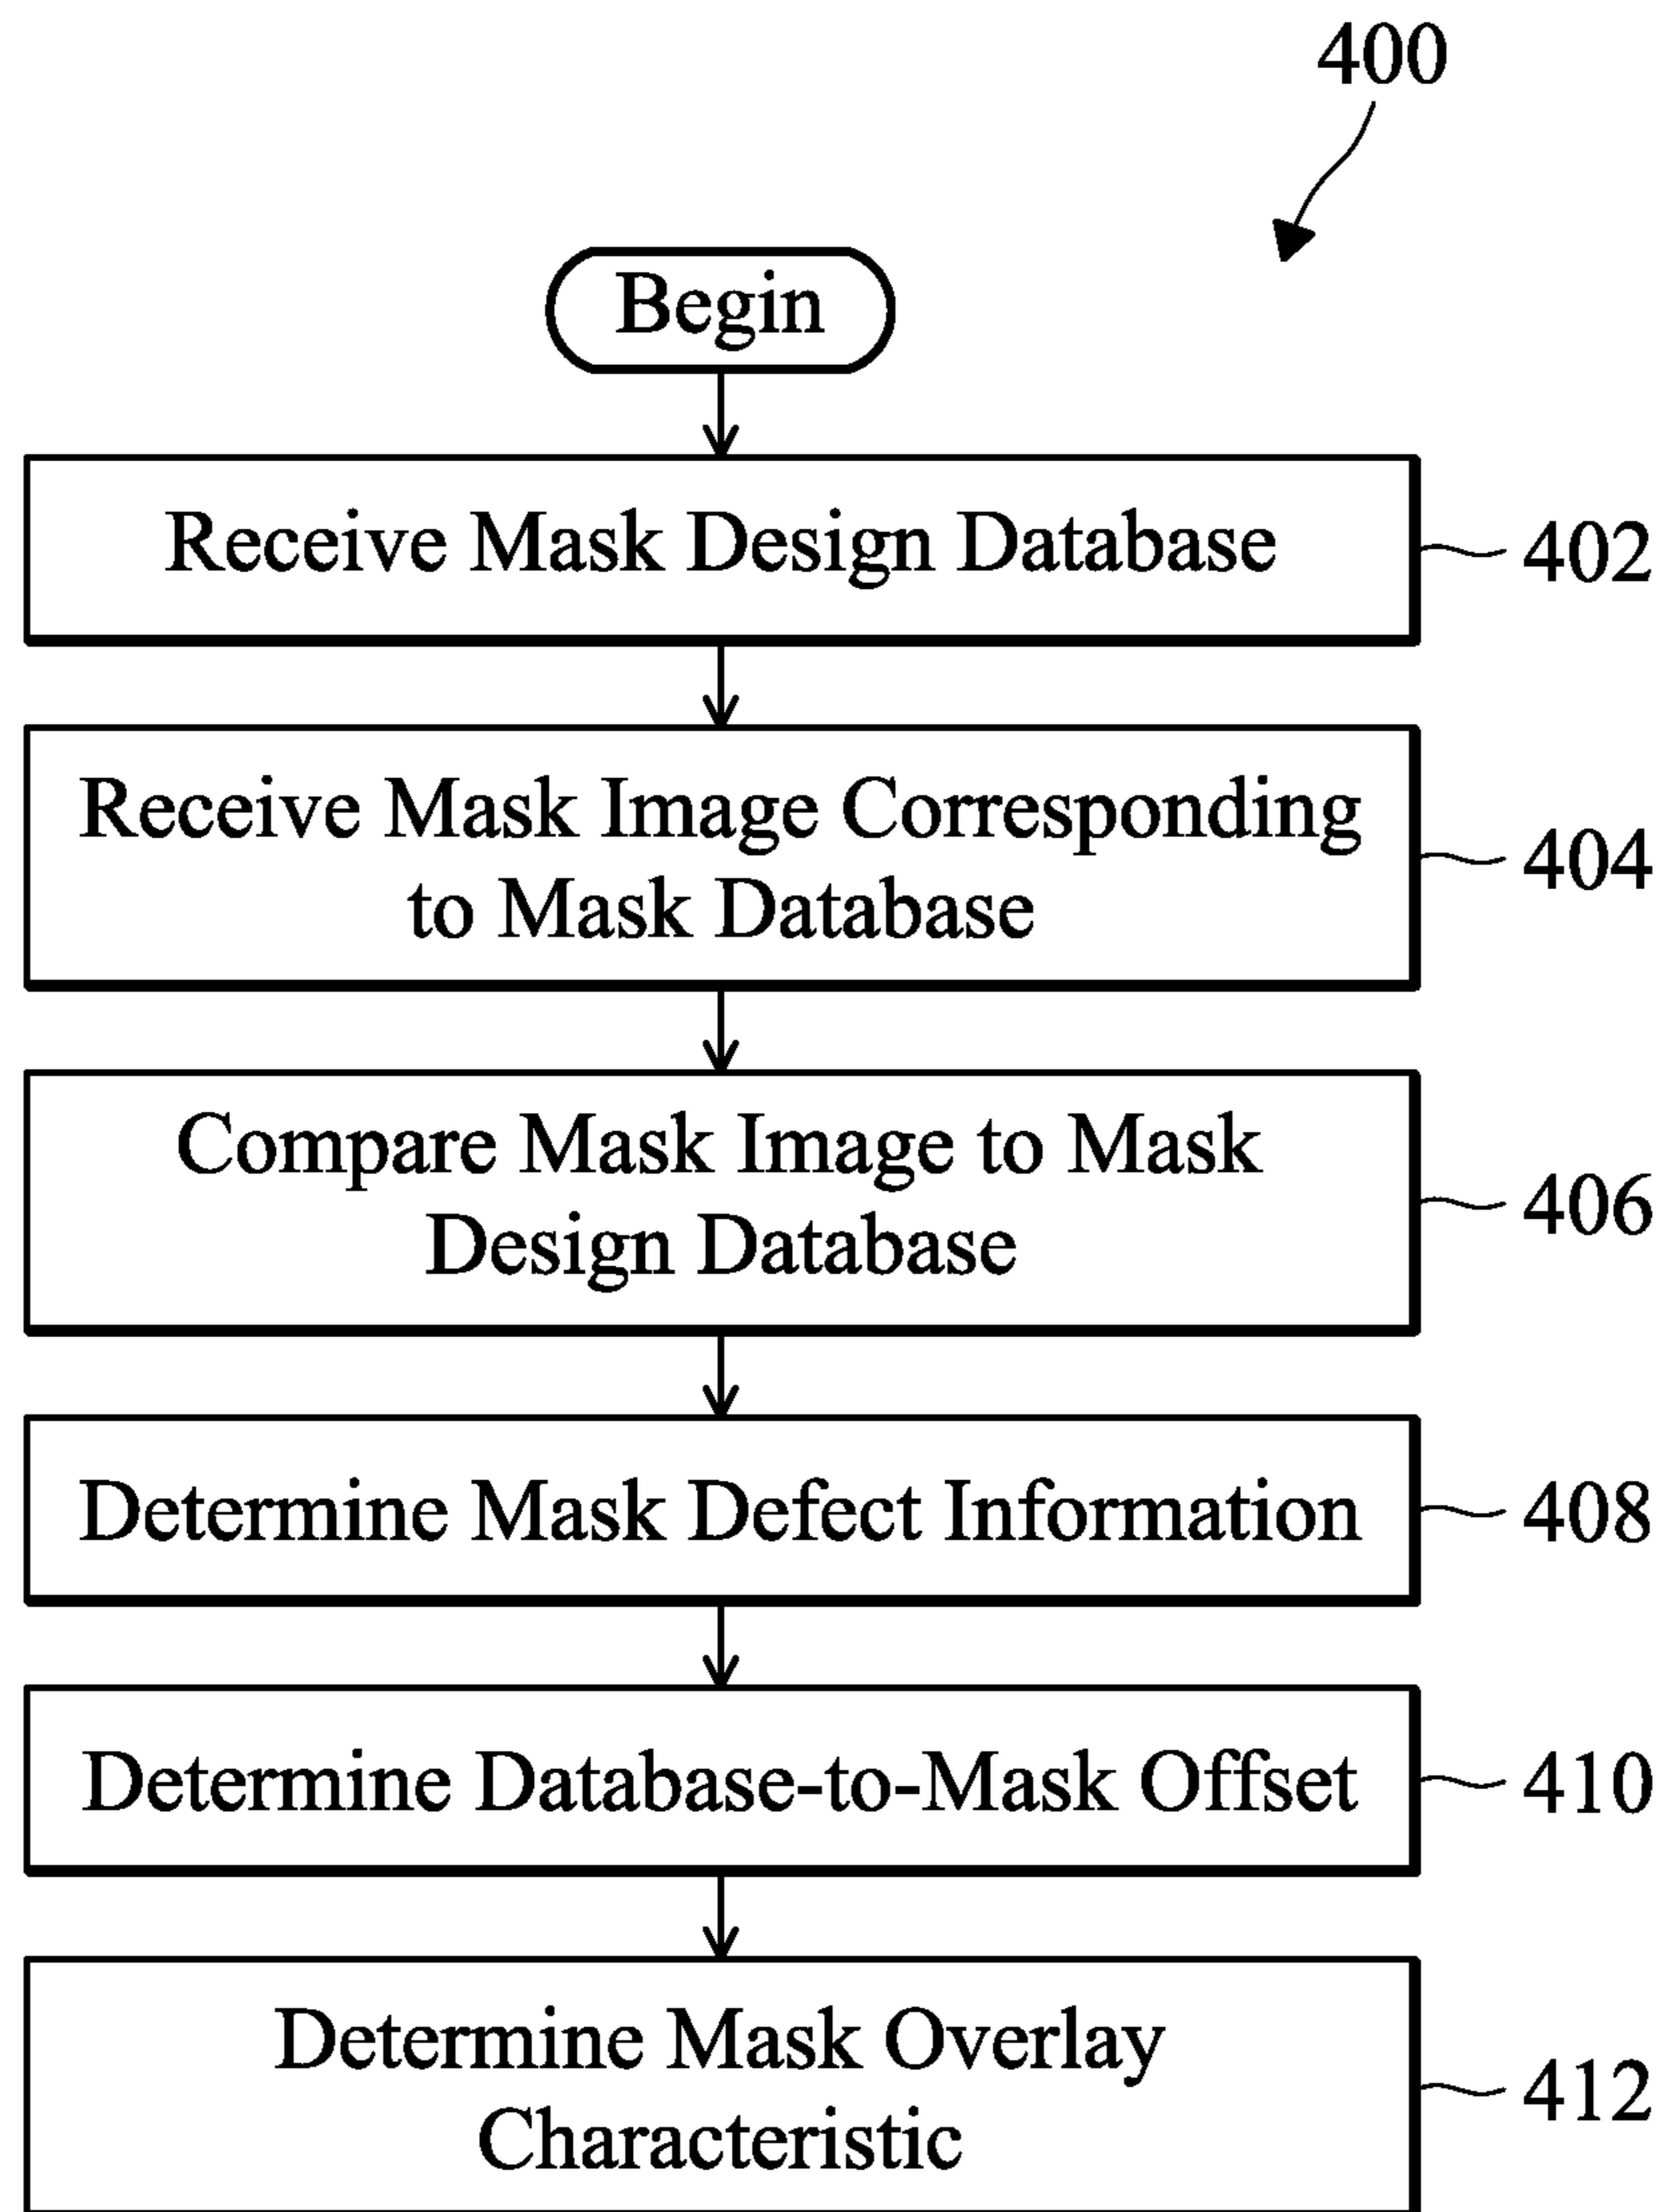 400
Begin
Receive Mask Design Database
402
Receive Mask Image Corresponding
to Mask Database
404
Compare Mask Image to Mask
Design Database
406
Determine Mask Defect Information
408
Determine Database-to-Mask Offset
410
Determine Mask Overlay
Characteristic
412